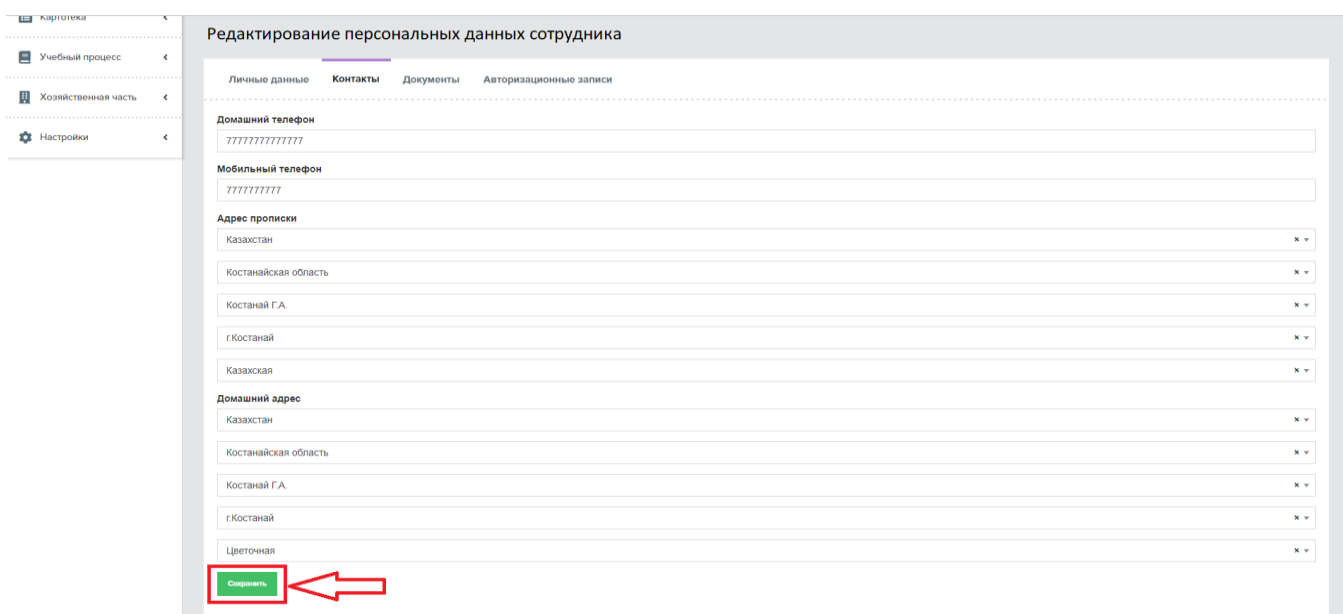 Картотека
Учебный процесс
Хозяйственная часть
Настройки
Редактирование персональных данных сотрудника
Личные данные Контакты Документы Авторизационные записи
Домашний телефон
77777777777777
Мобильный телефон
7777777777
Адрес прописки
Казахстан
Костанайская область
Костанай Г.А.
г.Костанай
Казахская
Домашний адрес
Казахстан
Костанайская область
Костанай Г.А.
г.Костанай
Цветочная
Сохранить